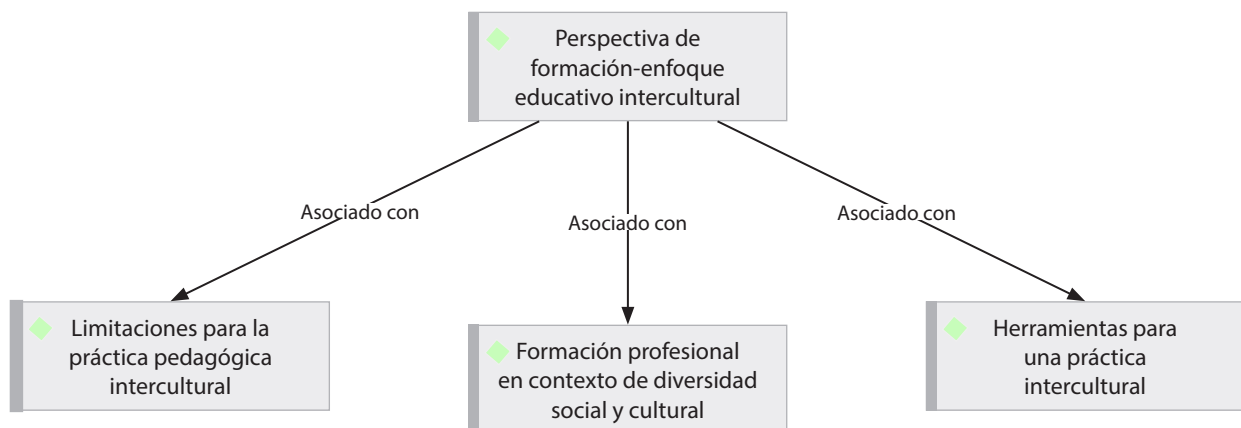 Perspectiva de
formación-enfoque
educativo intercultural
Asociado con
Asociado con
Asociado con
Limitaciones para la
práctica pedagógica
intercultural
Formación profesional
en contexto de diversidad
social y cultural
Herramientas para
una práctica
intercultural